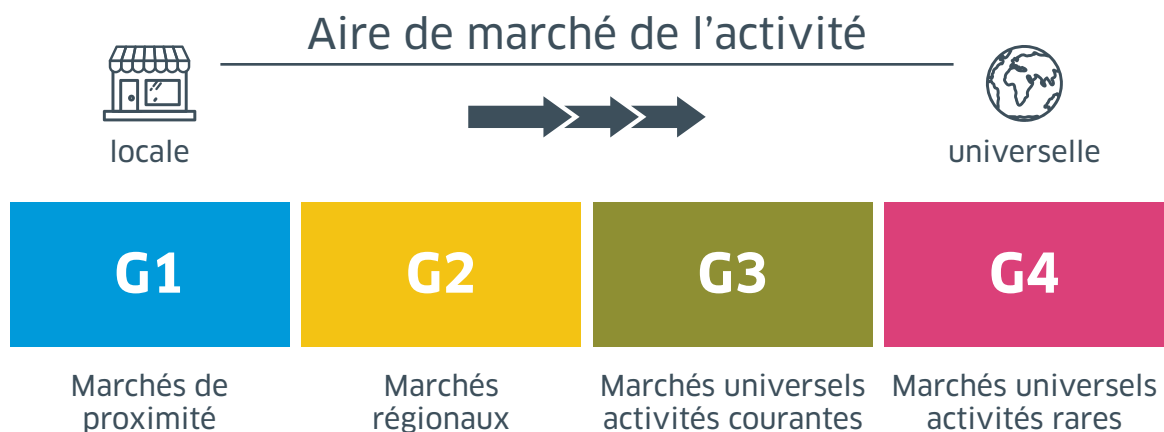 Aire de marché de l'activité
locale
universelle
G1
G2
G3
G4
Marchés de
proximité
Marchés
régionaux
Marchés universels
activités courantes
Marchés universels
activités rares